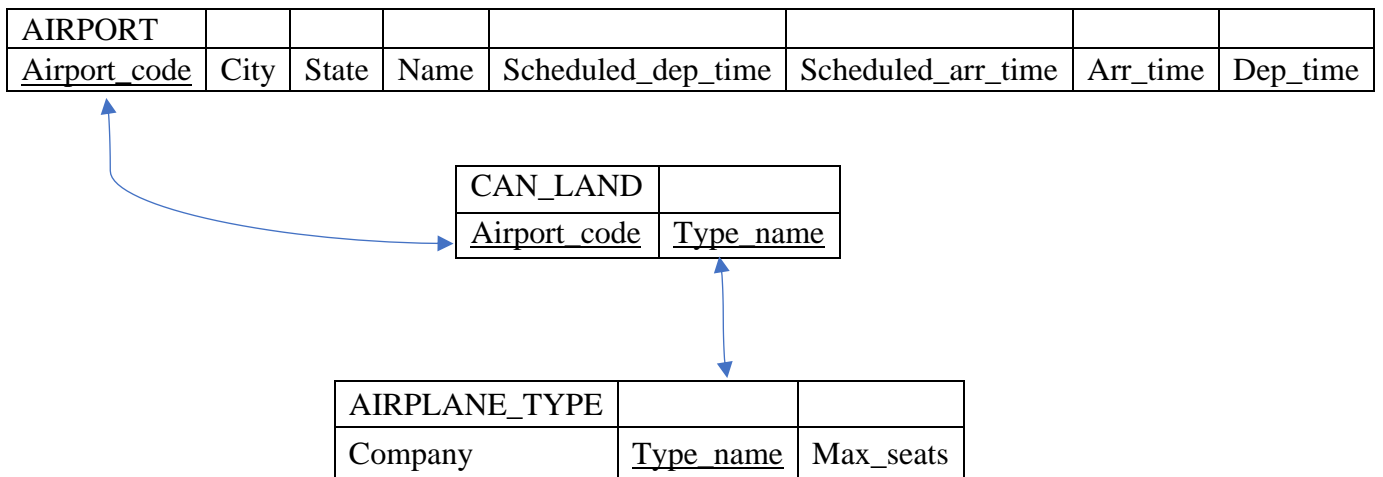 AIRPORT
Airport_code City State Name Scheduled_dep_time Scheduled_arr_time Arr_time Dep_time
CAN_LAND
Airport_code Type_name
AIRPLANE_TYPE
Company Type_name Max_seats